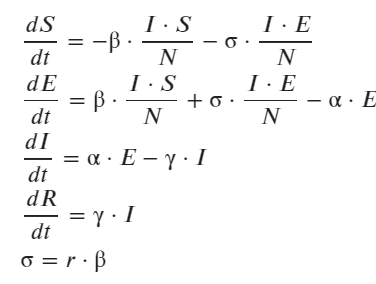 dS/dt = −β · I · S/N − σ · I · E/N
dE/dt = β · I · S/N + σ · I · E/N − α · E
dI/dt = α · E − γ · I
dR/dt = γ · I
σ = r · β